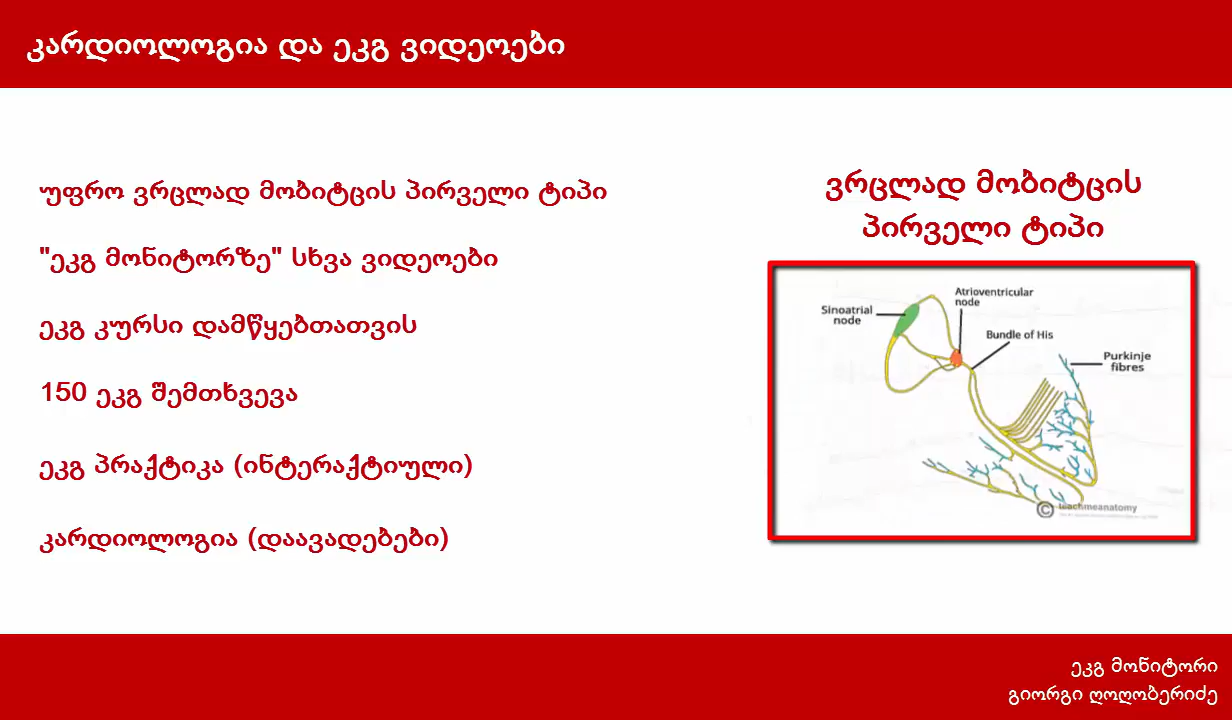 კარდიოლოგია და ეკგ ვიდეოები
უფრო ვრცლად მობიტცის პირველი ტიპი
"ეკგ მონიტორზე" სხვა ვიდეოები
ეკგ კურსი დამწყებთათვის
150 ეკგ შემთხვევა
ეკგ პრაქტიკა (ინტერაქტიული)
კარდიოლოგია (დაავადებები)
ვრცლად მობიტცის
პირველი ტიპი
Sinoatrial
node
Atrioventricular
node
Bundle of His
Purkinje
fibres
© teachmeanatomy
ეკგ მონიტორი
გიორგი ღოღობერიძე